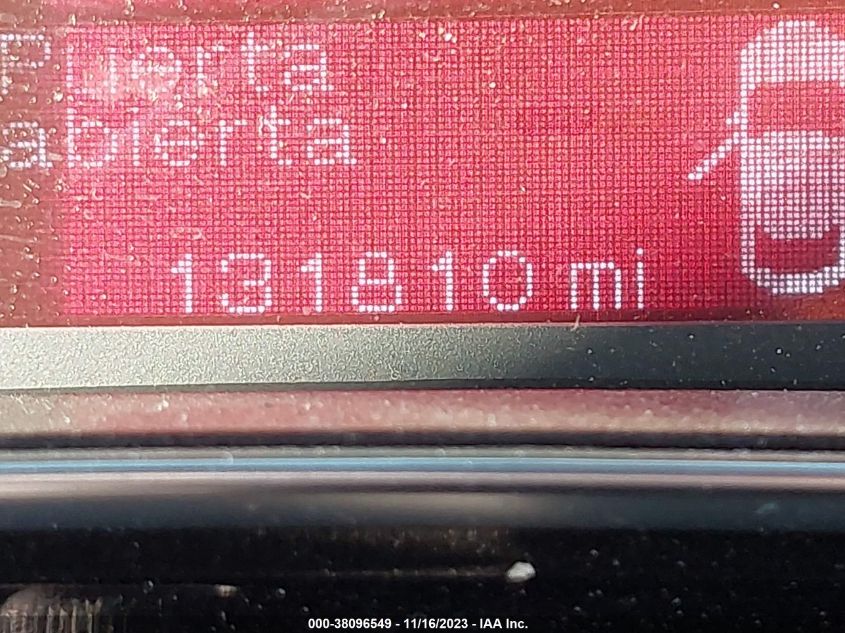 Puerta
abierta
131810 mi
000-38096549 - 11/16/2023 - IAA Inc.